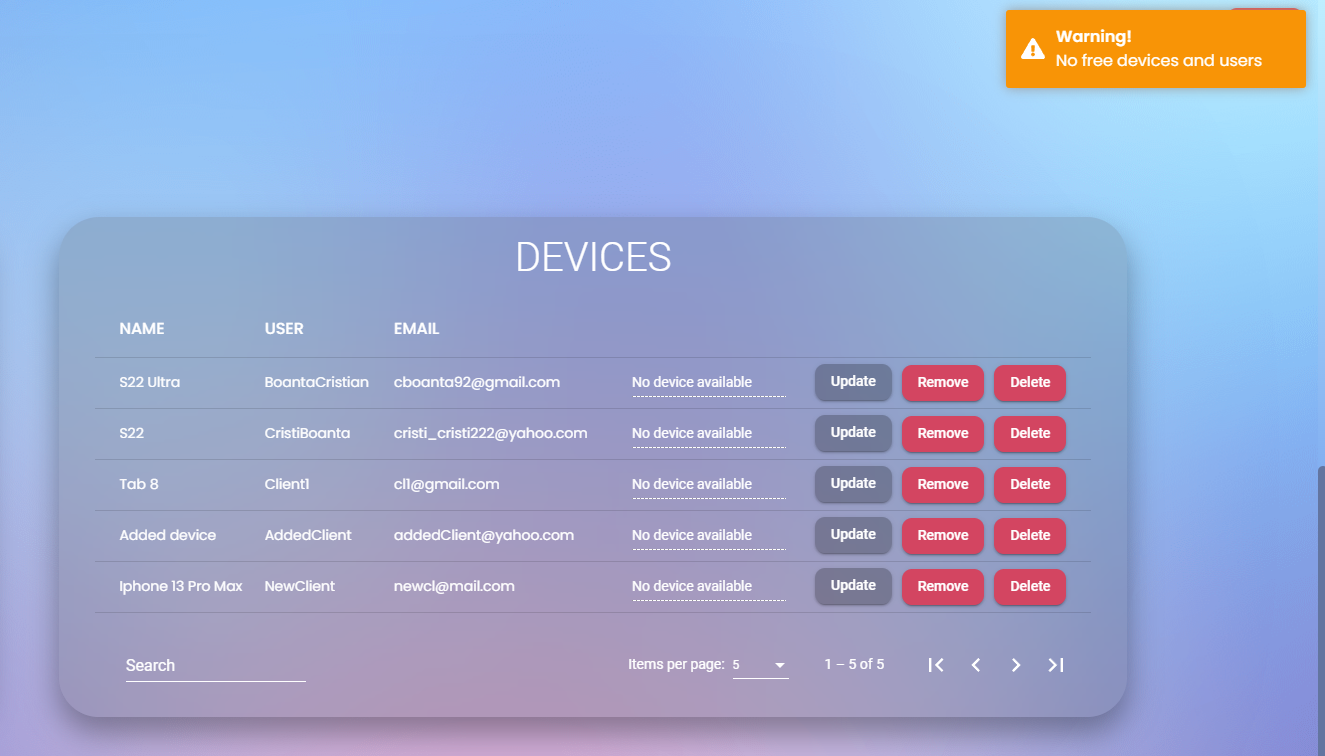 Warning!
No free devices and users
DEVICES
NAME USER EMAIL
S22 Ultra BoantaCristian cboanta92@gmail.com No device available Update Remove Delete
S22 CristiBoanta cristi_cristi222@yahoo.com No device available Update Remove Delete
Tab 8 Client1 cl1@gmail.com No device available Update Remove Delete
Added device AddedClient addedClient@yahoo.com No device available Update Remove Delete
Iphone 13 Pro Max NewClient newcl@mail.com No device available Update Remove Delete
Search Items per page: 5 1 – 5 of 5